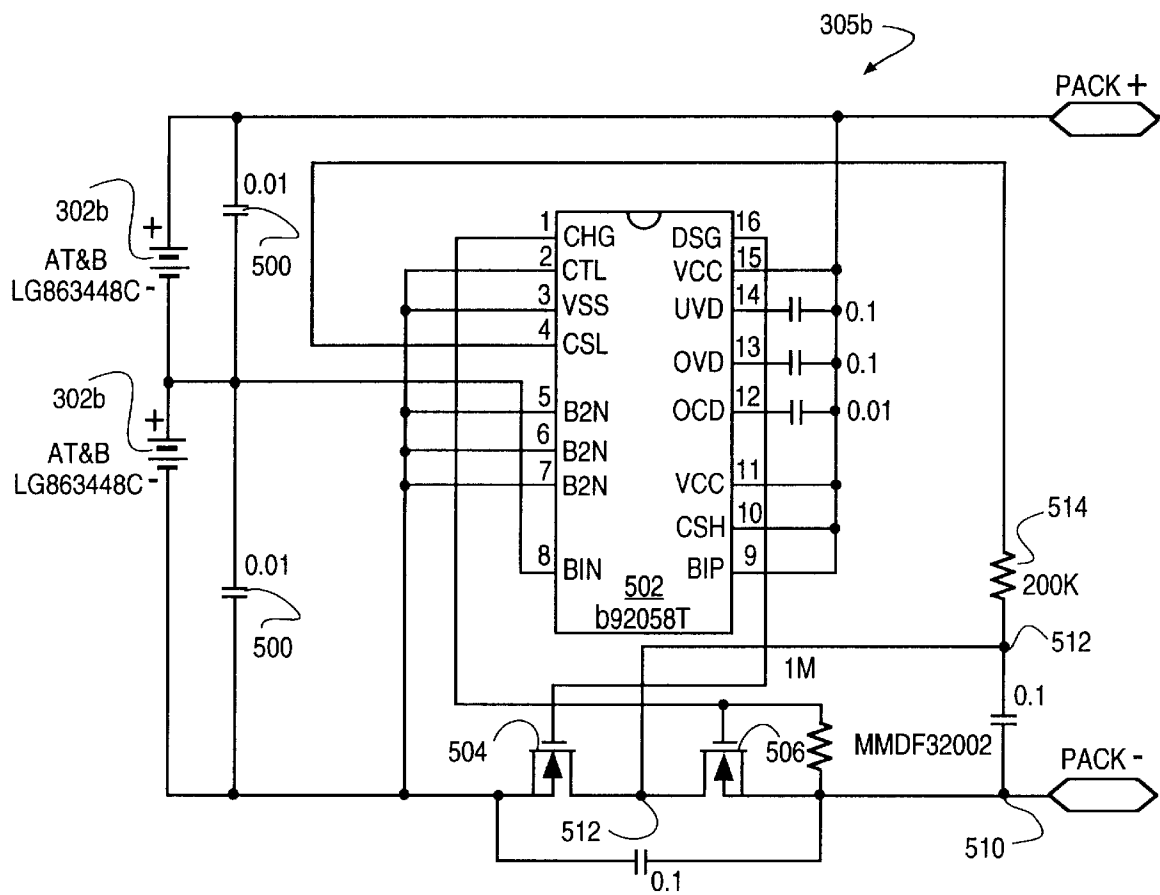 305b
PACK +
0.01
302b
+
AT&B
LG863448C -
500
1 CHG DSG 16
2 CTL VCC 15
3 VSS UVD 14 0.1
4 CSL OVD 13 0.1
OCD 12 0.01
302b
+
AT&B
LG863448C -
5 B2N
6 B2N
7 B2N VCC 11
CSH 10
8 BIN BIP 9
502
b92058T
514
200K
0.01
500
512
1M
0.1
504
506
MMDF32002
PACK -
512
510
0.1